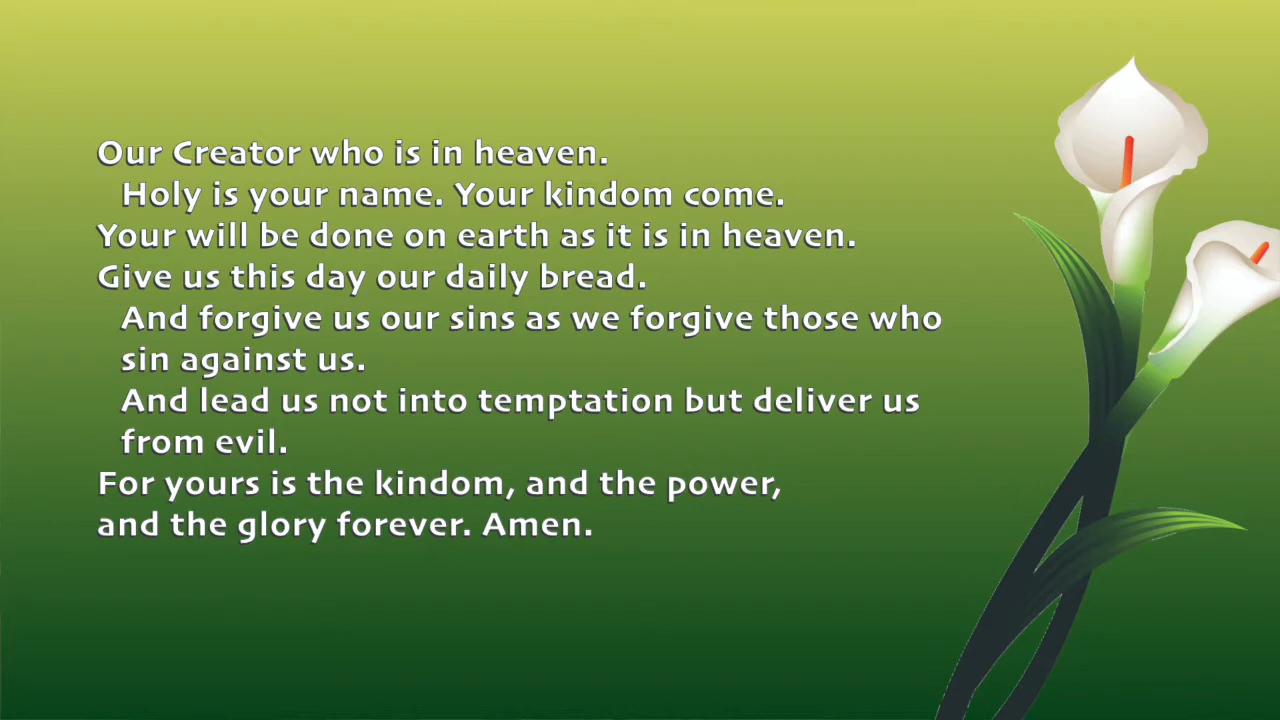 Our Creator who is in heaven.
Holy is your name. Your kindom come.
Your will be done on earth as it is in heaven.
Give us this day our daily bread.
And forgive us our sins as we forgive those who
sin against us.
And lead us not into temptation but deliver us
from evil.
For yours is the kindom, and the power,
and the glory forever. Amen.